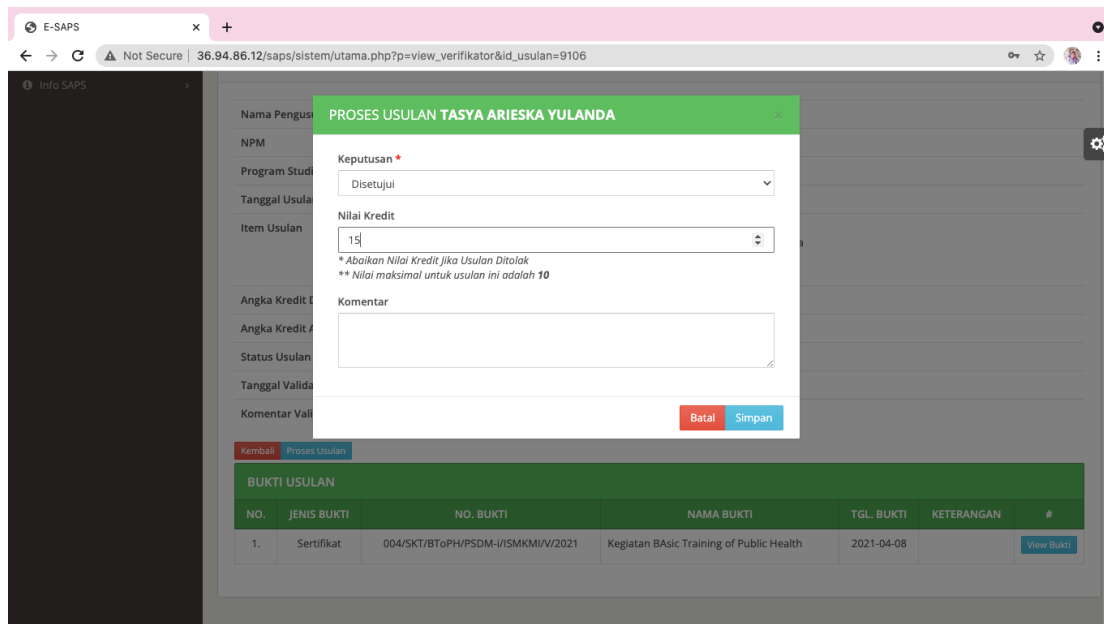 E-SAPS
Not Secure | 36.94.86.12/saps/sistem/utama.php?p=view_verifikator&id_usulan=9106
Info SAPS
PROSES USULAN TASYA ARIESKA YULANDA
Keputusan *
Disetujui
Nilai Kredit
15
* Abaikan Nilai Kredit Jika Usulan Ditolak
** Nilai maksimal untuk usulan ini adalah 10
Komentar
Batal Simpan
Nama Pengusu
NPM
Program Studi
Tanggal Usula
Item Usulan
a
Angka Kredit D
Angka Kredit A
Status Usulan
Tanggal Valida
Komentar Vali
Kembali Proses Usulan
BUKTI USULAN
NO. JENIS BUKTI NO. BUKTI NAMA BUKTI TGL. BUKTI KETERANGAN #
1. Sertifikat 004/SKT/BToPH/PSDM-i/ISMKMI/V/2021 Kegiatan BAsic Training of Public Health 2021-04-08 View Bukti